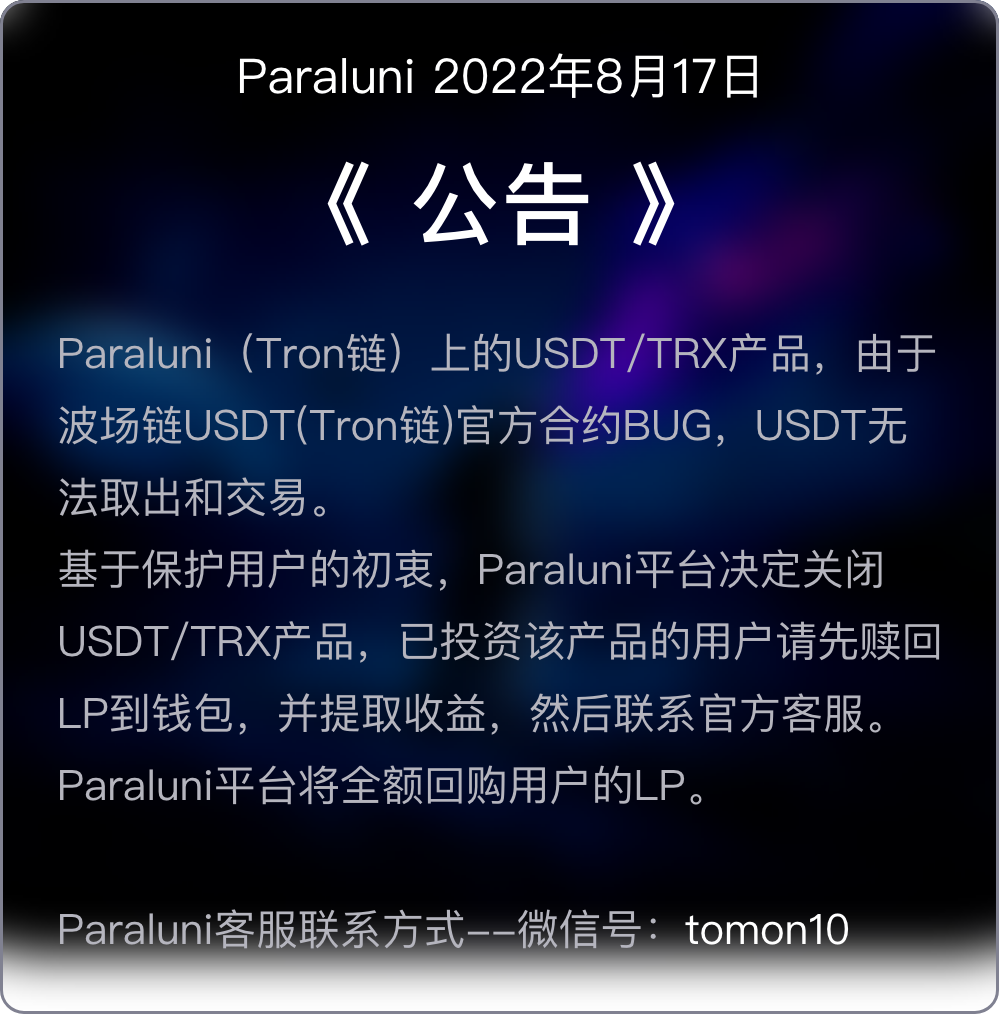 Paraluni 2022年8月17日
《 公告 》
Paraluni（Tron链）上的USDT/TRX产品，由于
波场链USDT(Tron链)官方合约BUG，USDT无
法取出和交易。
基于保护用户的初衷，Paraluni平台决定关闭
USDT/TRX产品，已投资该产品的用户请先赎回
LP到钱包，并提取收益，然后联系官方客服。
Paraluni平台将全额回购用户的LP。
Paraluni客服联系方式--微信号：tomon10